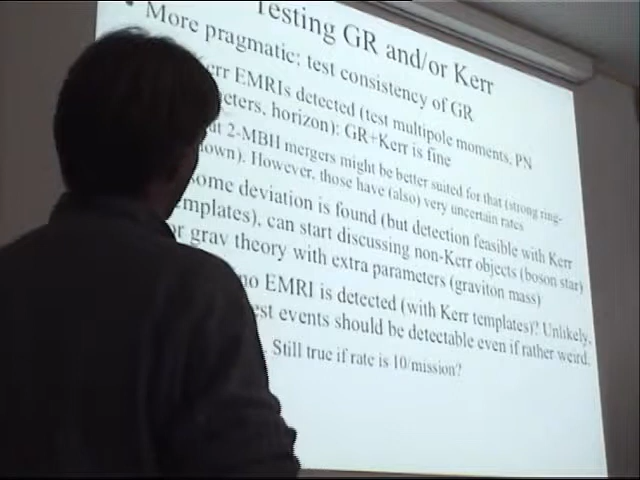 Testing GR and/or Kerr
• More pragmatic: test consistency of GR
Kerr EMRIs detected (test multipole moments, PN
eters, horizon): GR+Kerr is fine
ut 2-MBH mergers might be better suited for that (strong ring-
down). However, those have (also) very uncertain rates
some deviation is found (but detection feasible with Kerr
emplates), can start discussing non-Kerr objects (boson star)
or grav theory with extra parameters (graviton mass)
no EMRI is detected (with Kerr templates)? Unlikely,
est events should be detectable even if rather weird.
Still true if rate is 10/mission?